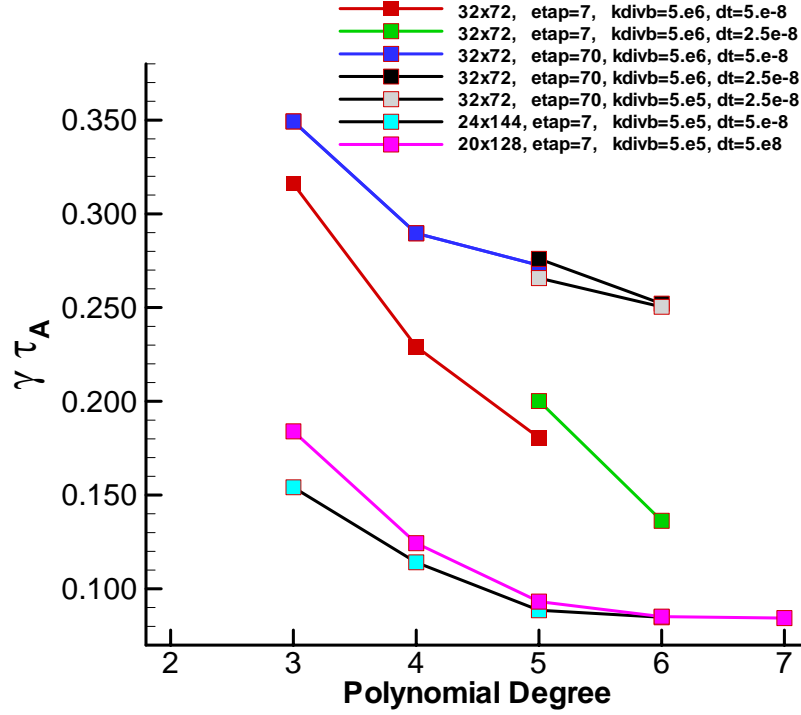 32x72, etap=7, kdivb=5.e6, dt=5.e-8
32x72, etap=7, kdivb=5.e6, dt=2.5e-8
32x72, etap=70, kdivb=5.e6, dt=5.e-8
32x72, etap=70, kdivb=5.e6, dt=2.5e-8
32x72, etap=70, kdivb=5.e5, dt=2.5e-8
24x144, etap=7, kdivb=5.e5, dt=5.e-8
20x128, etap=7, kdivb=5.e5, dt=5.e8
0.350
0.300
0.250
0.200
0.150
0.100
γ τA
2 3 4 5 6 7
Polynomial Degree